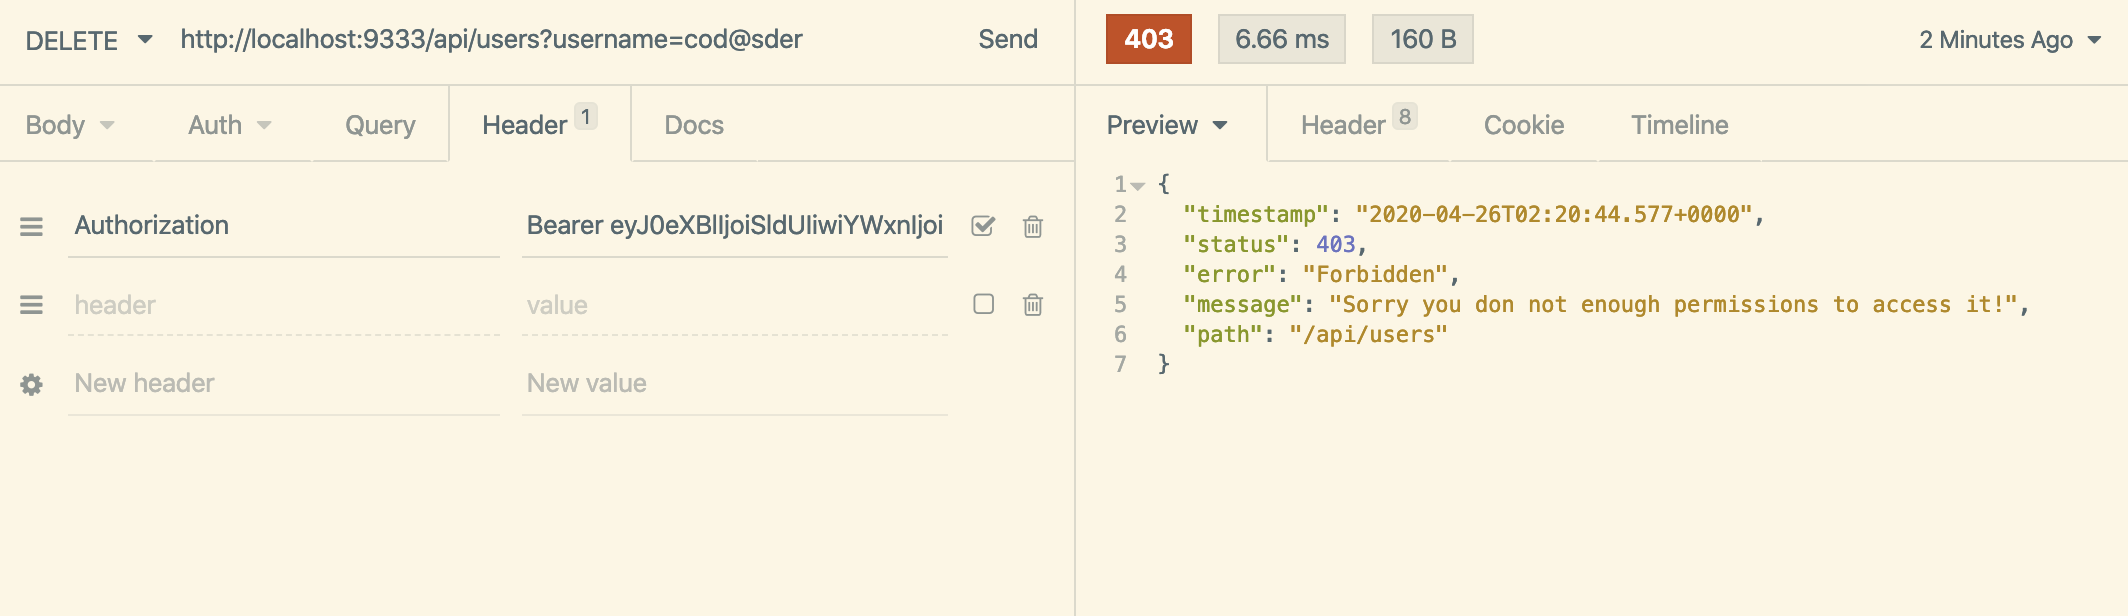 DELETE http://localhost:9333/api/users?username=cod@sder Send
403 6.66 ms 160 B 2 Minutes Ago
Body Auth Query Header 1 Docs
Preview Header 8 Cookie Timeline
Authorization Bearer eyJ0eXBlIjoiSldUIiwiYWxnIjoi
header value
New header New value
1 {
2 "timestamp": "2020-04-26T02:20:44.577+0000",
3 "status": 403,
4 "error": "Forbidden",
5 "message": "Sorry you don not enough permissions to access it!",
6 "path": "/api/users"
7 }